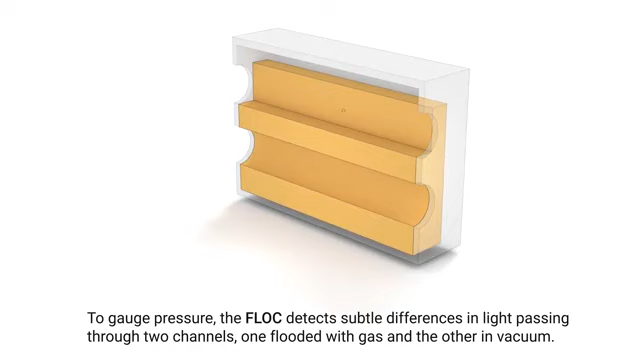 To gauge pressure, the FLOC detects subtle differences in light passing
through two channels, one flooded with gas and the other in vacuum.